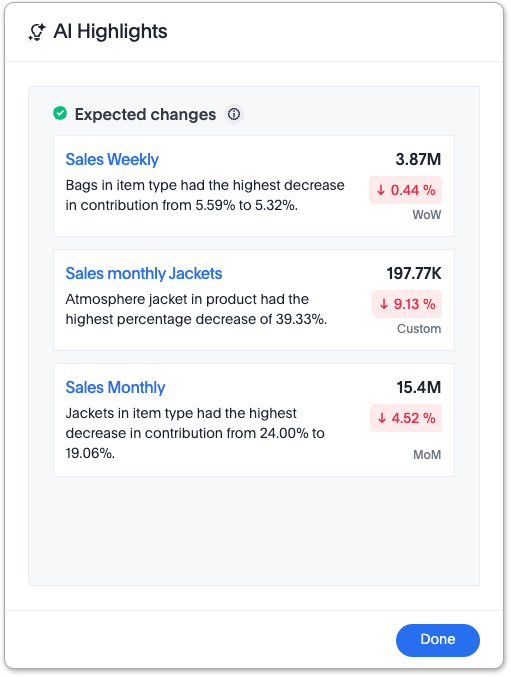 AI Highlights
Expected changes
Sales Weekly
3.87M
Bags in item type had the highest decrease
in contribution from 5.59% to 5.32%.
↓ 0.44 %
WoW
Sales monthly Jackets
197.77K
Atmosphere jacket in product had the
highest percentage decrease of 39.33%.
↓ 9.13 %
Custom
Sales Monthly
15.4M
Jackets in item type had the highest
decrease in contribution from 24.00% to
19.06%.
↓ 4.52 %
MoM
Done